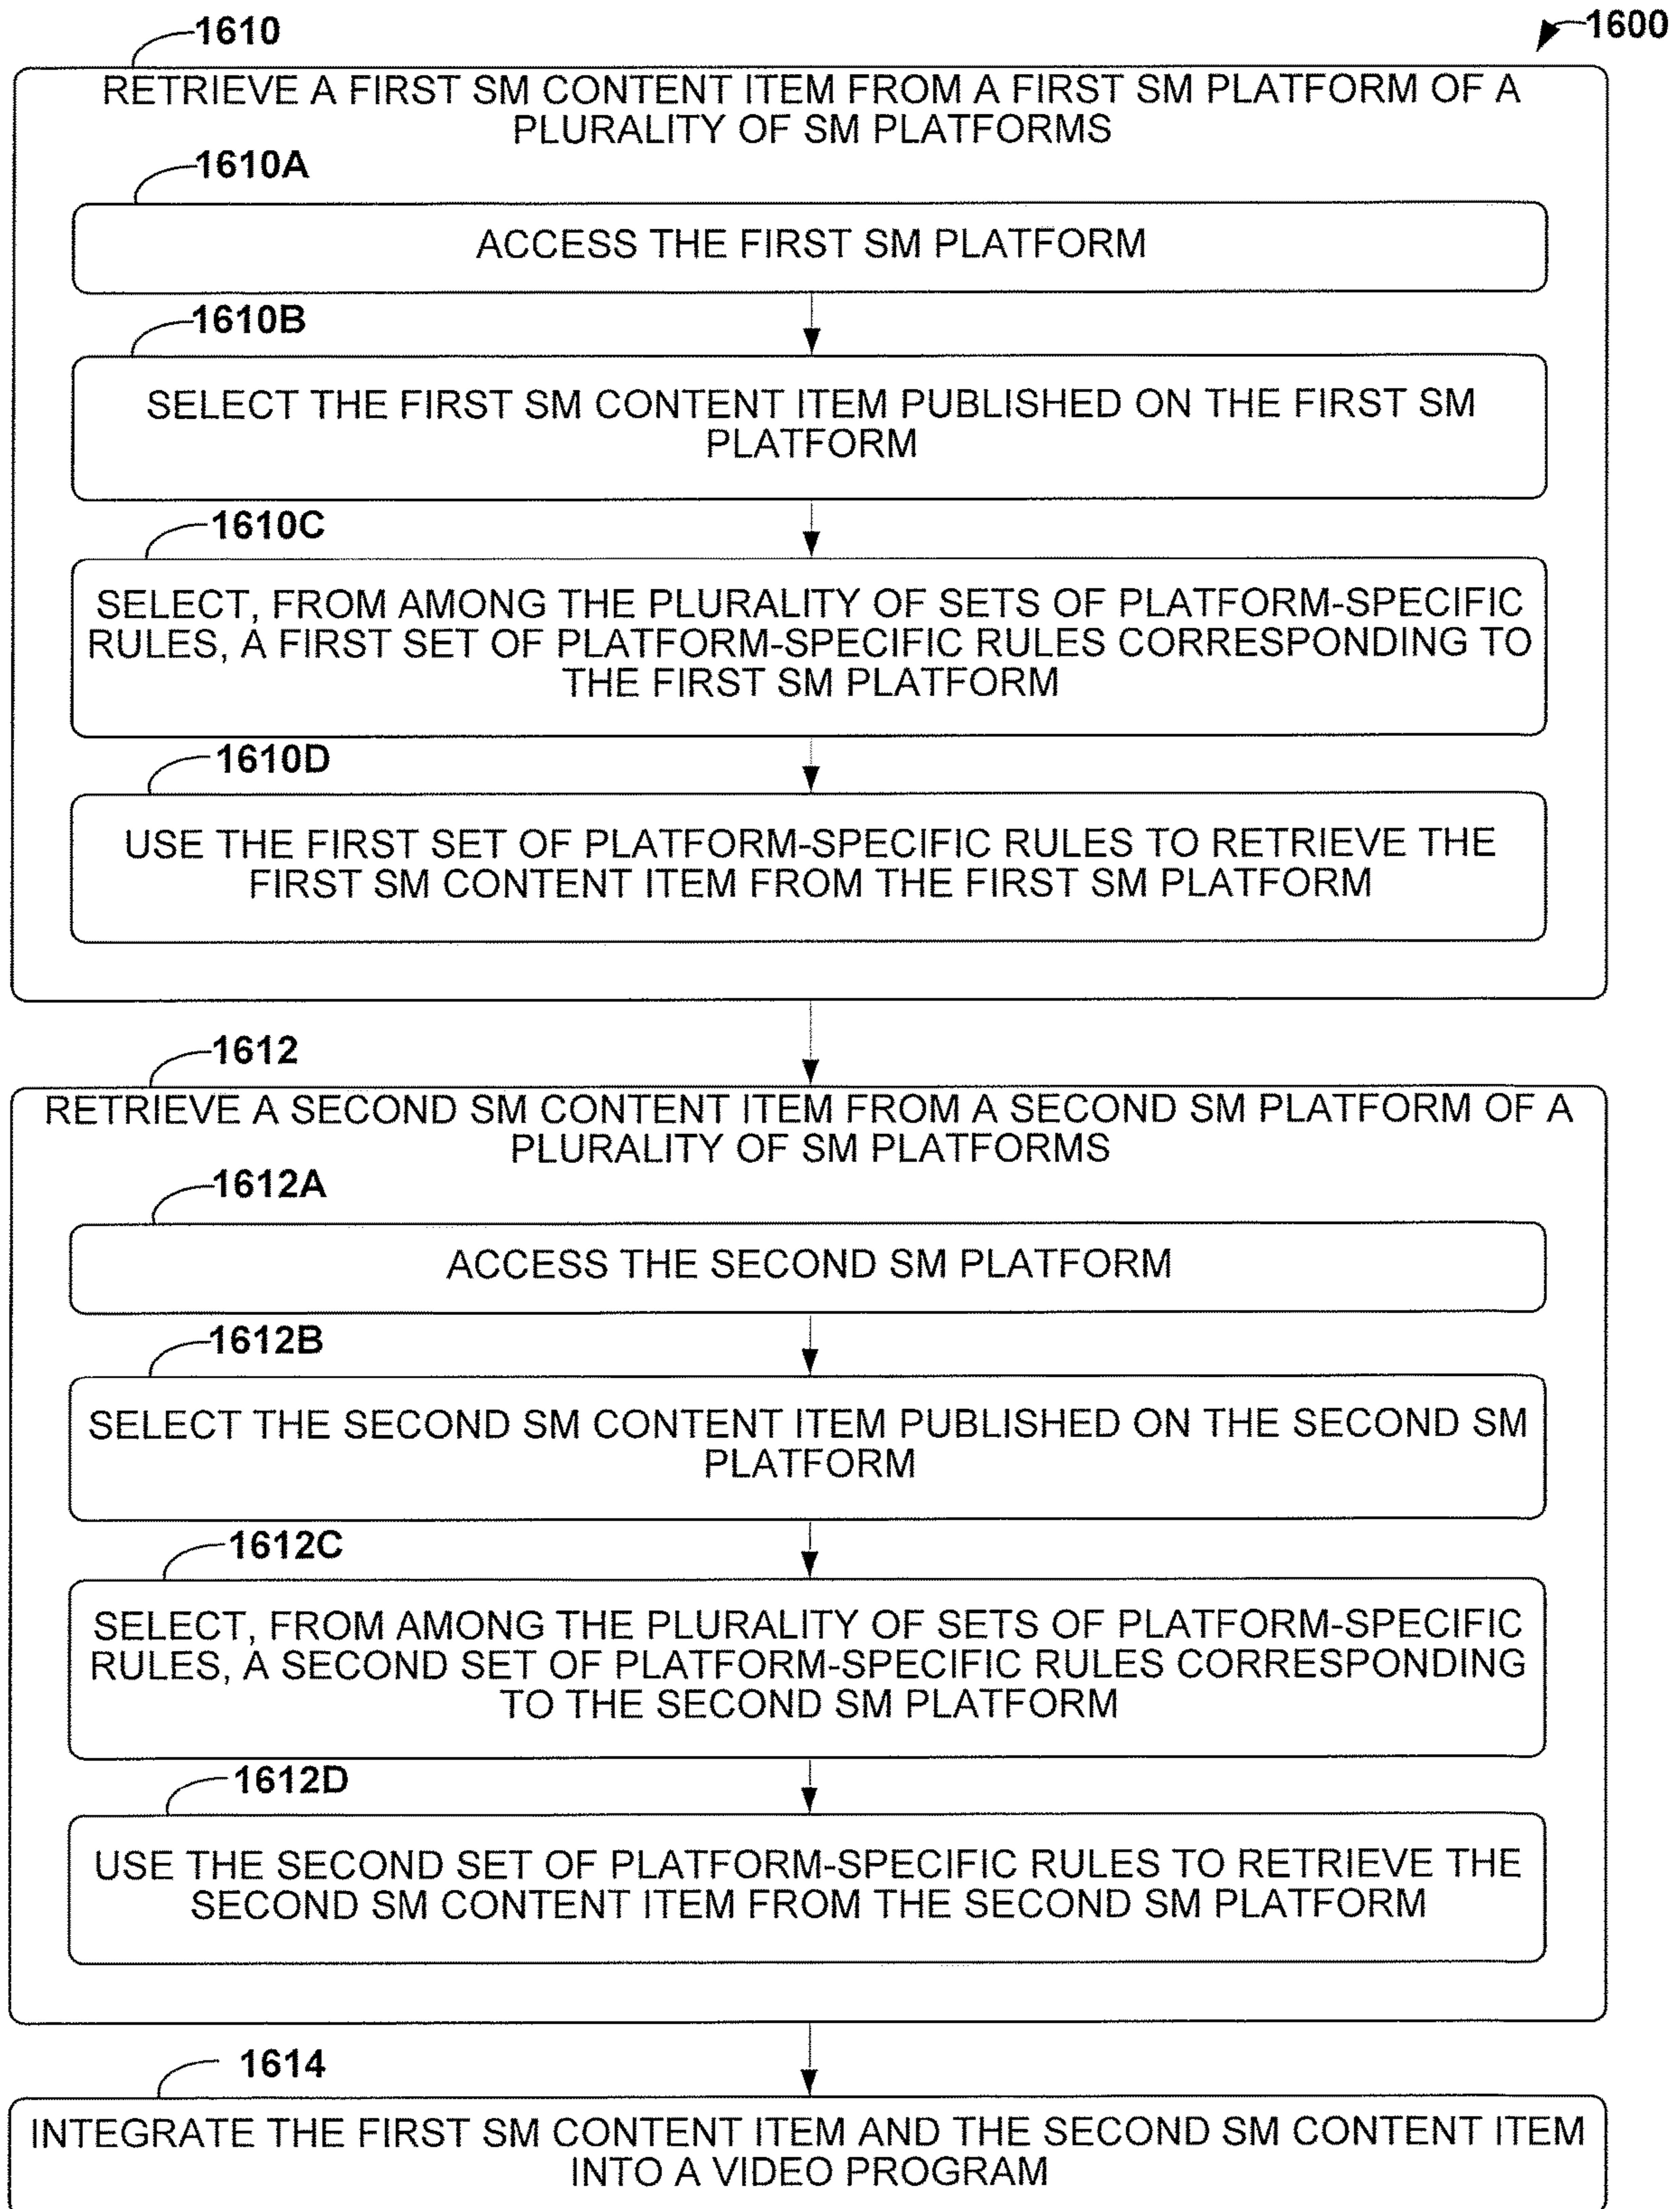 1600
1610
RETRIEVE A FIRST SM CONTENT ITEM FROM A FIRST SM PLATFORM OF A
PLURALITY OF SM PLATFORMS
1610A
ACCESS THE FIRST SM PLATFORM
1610B
SELECT THE FIRST SM CONTENT ITEM PUBLISHED ON THE FIRST SM
PLATFORM
1610C
SELECT, FROM AMONG THE PLURALITY OF SETS OF PLATFORM-SPECIFIC
RULES, A FIRST SET OF PLATFORM-SPECIFIC RULES CORRESPONDING TO
THE FIRST SM PLATFORM
1610D
USE THE FIRST SET OF PLATFORM-SPECIFIC RULES TO RETRIEVE THE
FIRST SM CONTENT ITEM FROM THE FIRST SM PLATFORM
1612
RETRIEVE A SECOND SM CONTENT ITEM FROM A SECOND SM PLATFORM OF A
PLURALITY OF SM PLATFORMS
1612A
ACCESS THE SECOND SM PLATFORM
1612B
SELECT THE SECOND SM CONTENT ITEM PUBLISHED ON THE SECOND SM
PLATFORM
1612C
SELECT, FROM AMONG THE PLURALITY OF SETS OF PLATFORM-SPECIFIC
RULES, A SECOND SET OF PLATFORM-SPECIFIC RULES CORRESPONDING
TO THE SECOND SM PLATFORM
1612D
USE THE SECOND SET OF PLATFORM-SPECIFIC RULES TO RETRIEVE THE
SECOND SM CONTENT ITEM FROM THE SECOND SM PLATFORM
1614
INTEGRATE THE FIRST SM CONTENT ITEM AND THE SECOND SM CONTENT ITEM
INTO A VIDEO PROGRAM